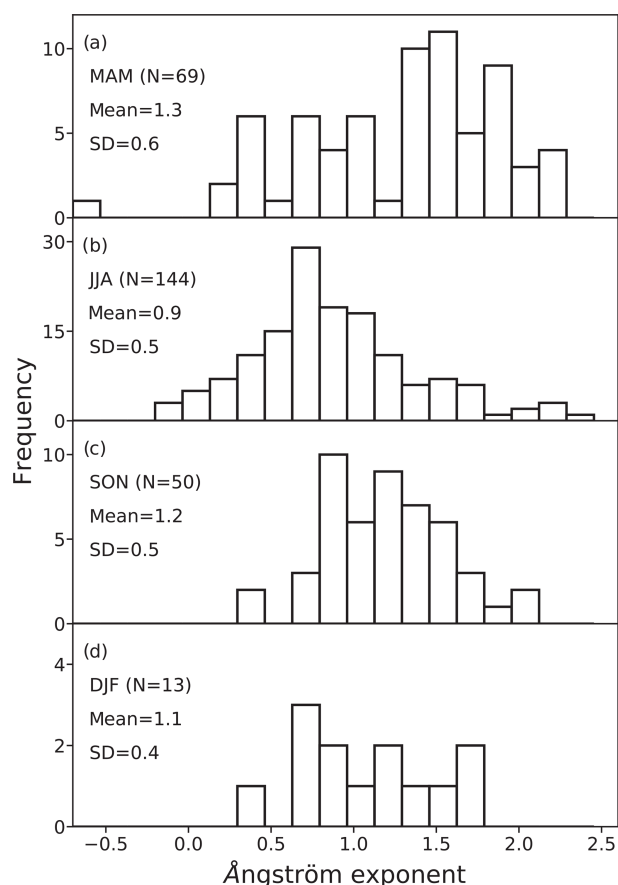 (a)
MAM (N=69)
Mean=1.3
SD=0.6
10
5
0
(b)
JJA (N=144)
Mean=0.9
SD=0.5
30
15
0
(c)
SON (N=50)
Mean=1.2
SD=0.5
10
5
0
(d)
DJF (N=13)
Mean=1.1
SD=0.4
4
2
0
Frequency
−0.5 0.0 0.5 1.0 1.5 2.0 2.5
Ångström exponent